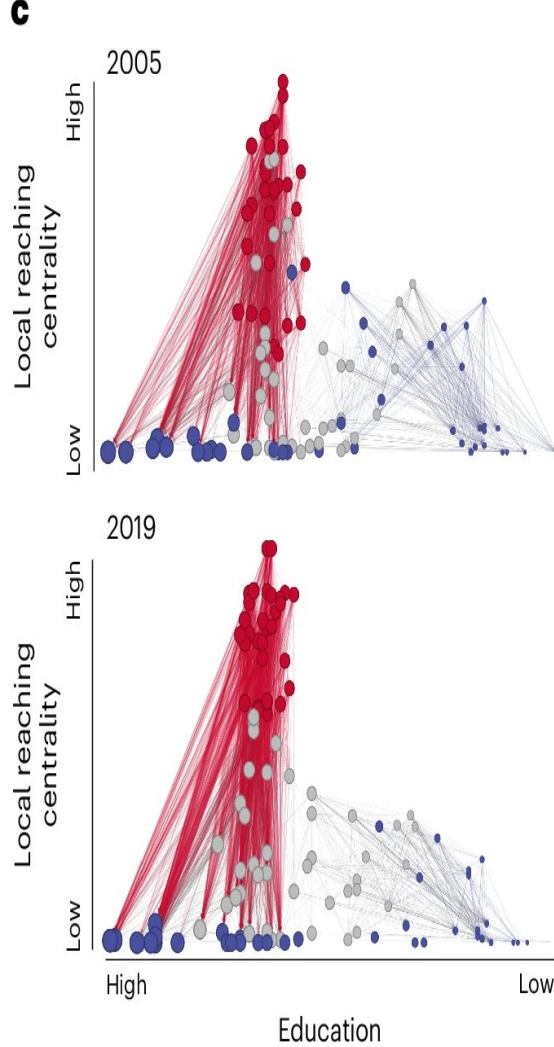 c
2005
High
Local reaching
centrality
Low
2019
High
Local reaching
centrality
Low
High
Low
Education